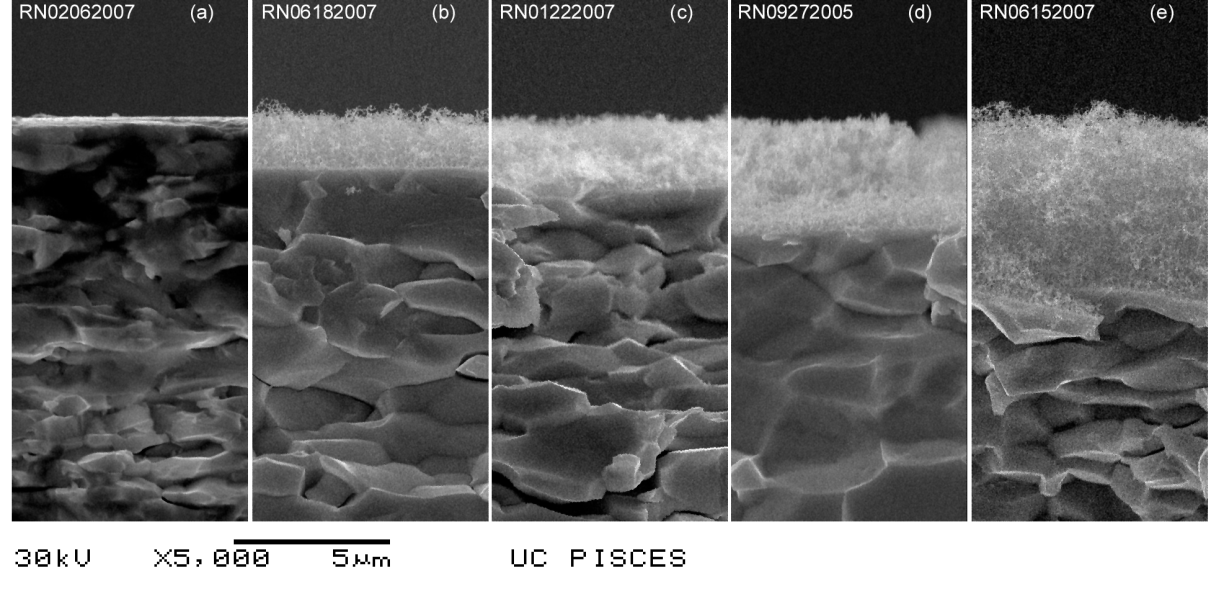 RN02062007 (a)
RN06182007 (b)
RN01222007 (c)
RN09272005 (d)
RN06152007 (e)
30kV X5,000 5μm UC PISCES